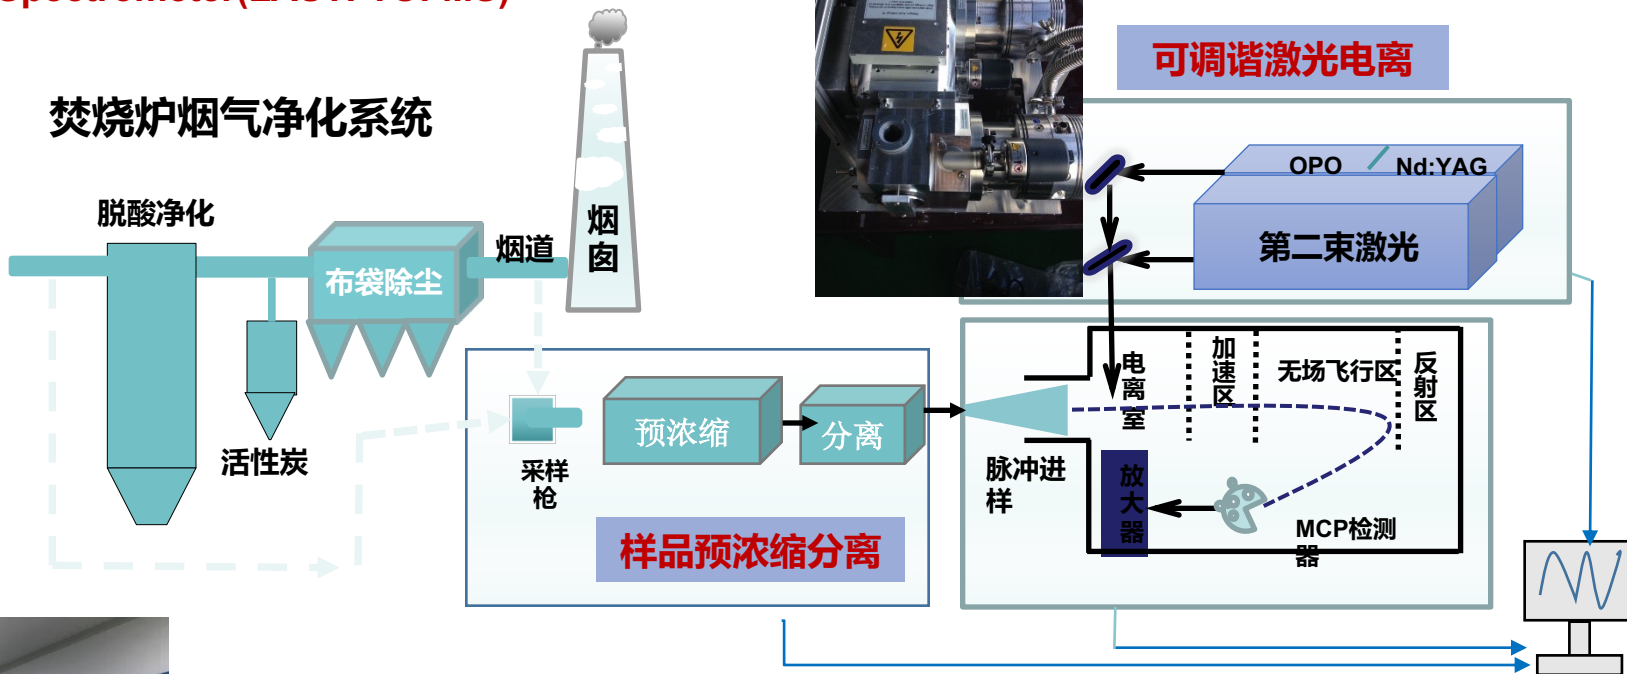 可调谐激光电离
焚烧炉烟气净化系统
OPO
Nd:YAG
脱酸净化
烟道
烟
囱
第二束激光
布袋除尘
电
离
室
加
速
区
无场飞行区
反
射
区
预浓缩
分离
活性炭
采样
枪
脉冲进
样
放
大
器
MCP检测
器
样品预浓缩分离